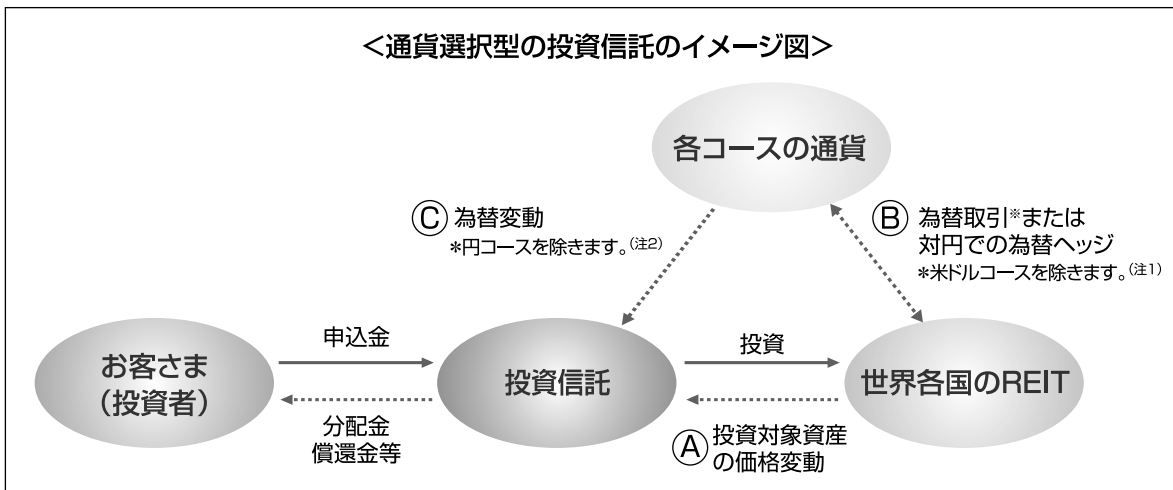 ＜通貨選択型の投資信託のイメージ図＞
各コースの通貨
Ⓒ 為替変動
＊円コースを除きます。(注2)
Ⓑ 為替取引※または
対円での為替ヘッジ
＊米ドルコースを除きます。(注1)
お客さま
（投資者）
申込金
分配金
償還金等
投資信託
投資
Ⓐ 投資対象資産
の価格変動
世界各国のREIT